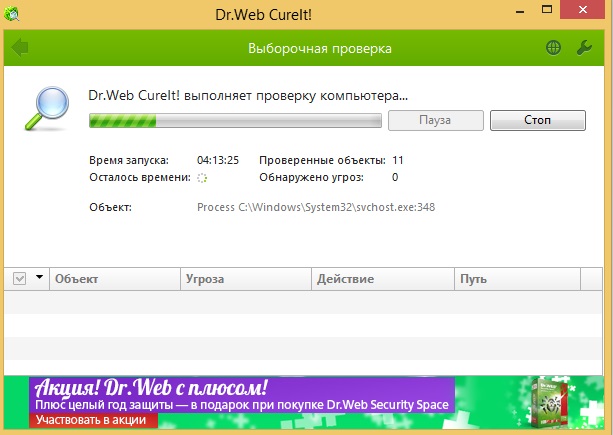 Dr.Web CureIt!
Выборочная проверка
Dr.Web CureIt! выполняет проверку компьютера...
Пауза
Стоп
Время запуска: 04:13:25 Проверенные объекты: 11
Осталось времени: Обнаружено угроз: 0
Объект: Process C:\Windows\System32\svchost.exe:348
Объект Угроза Действие Путь
Акция! Dr.Web с плюсом!
Плюс целый год защиты — в подарок при покупке Dr.Web Security Space
Участвовать в акции